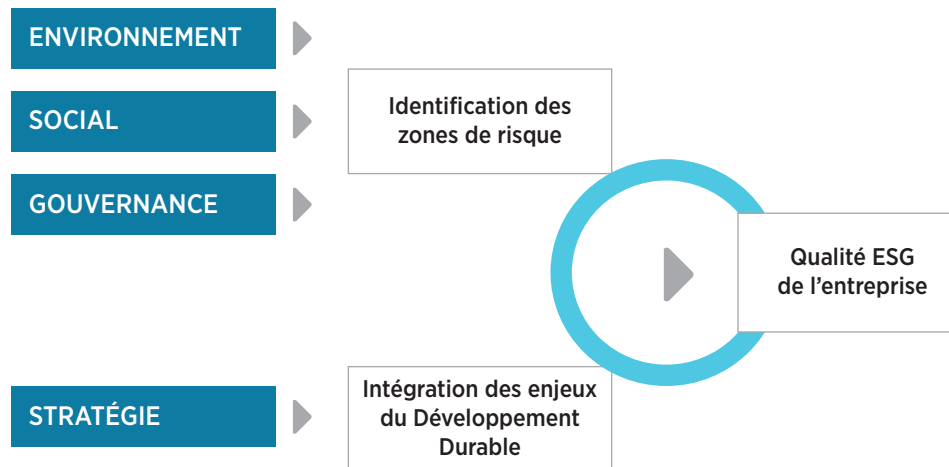 ENVIRONNEMENT
SOCIAL
GOUVERNANCE
STRATÉGIE
Identification des
zones de risque
Intégration des enjeux
du Développement
Durable
Qualité ESG
de l’entreprise